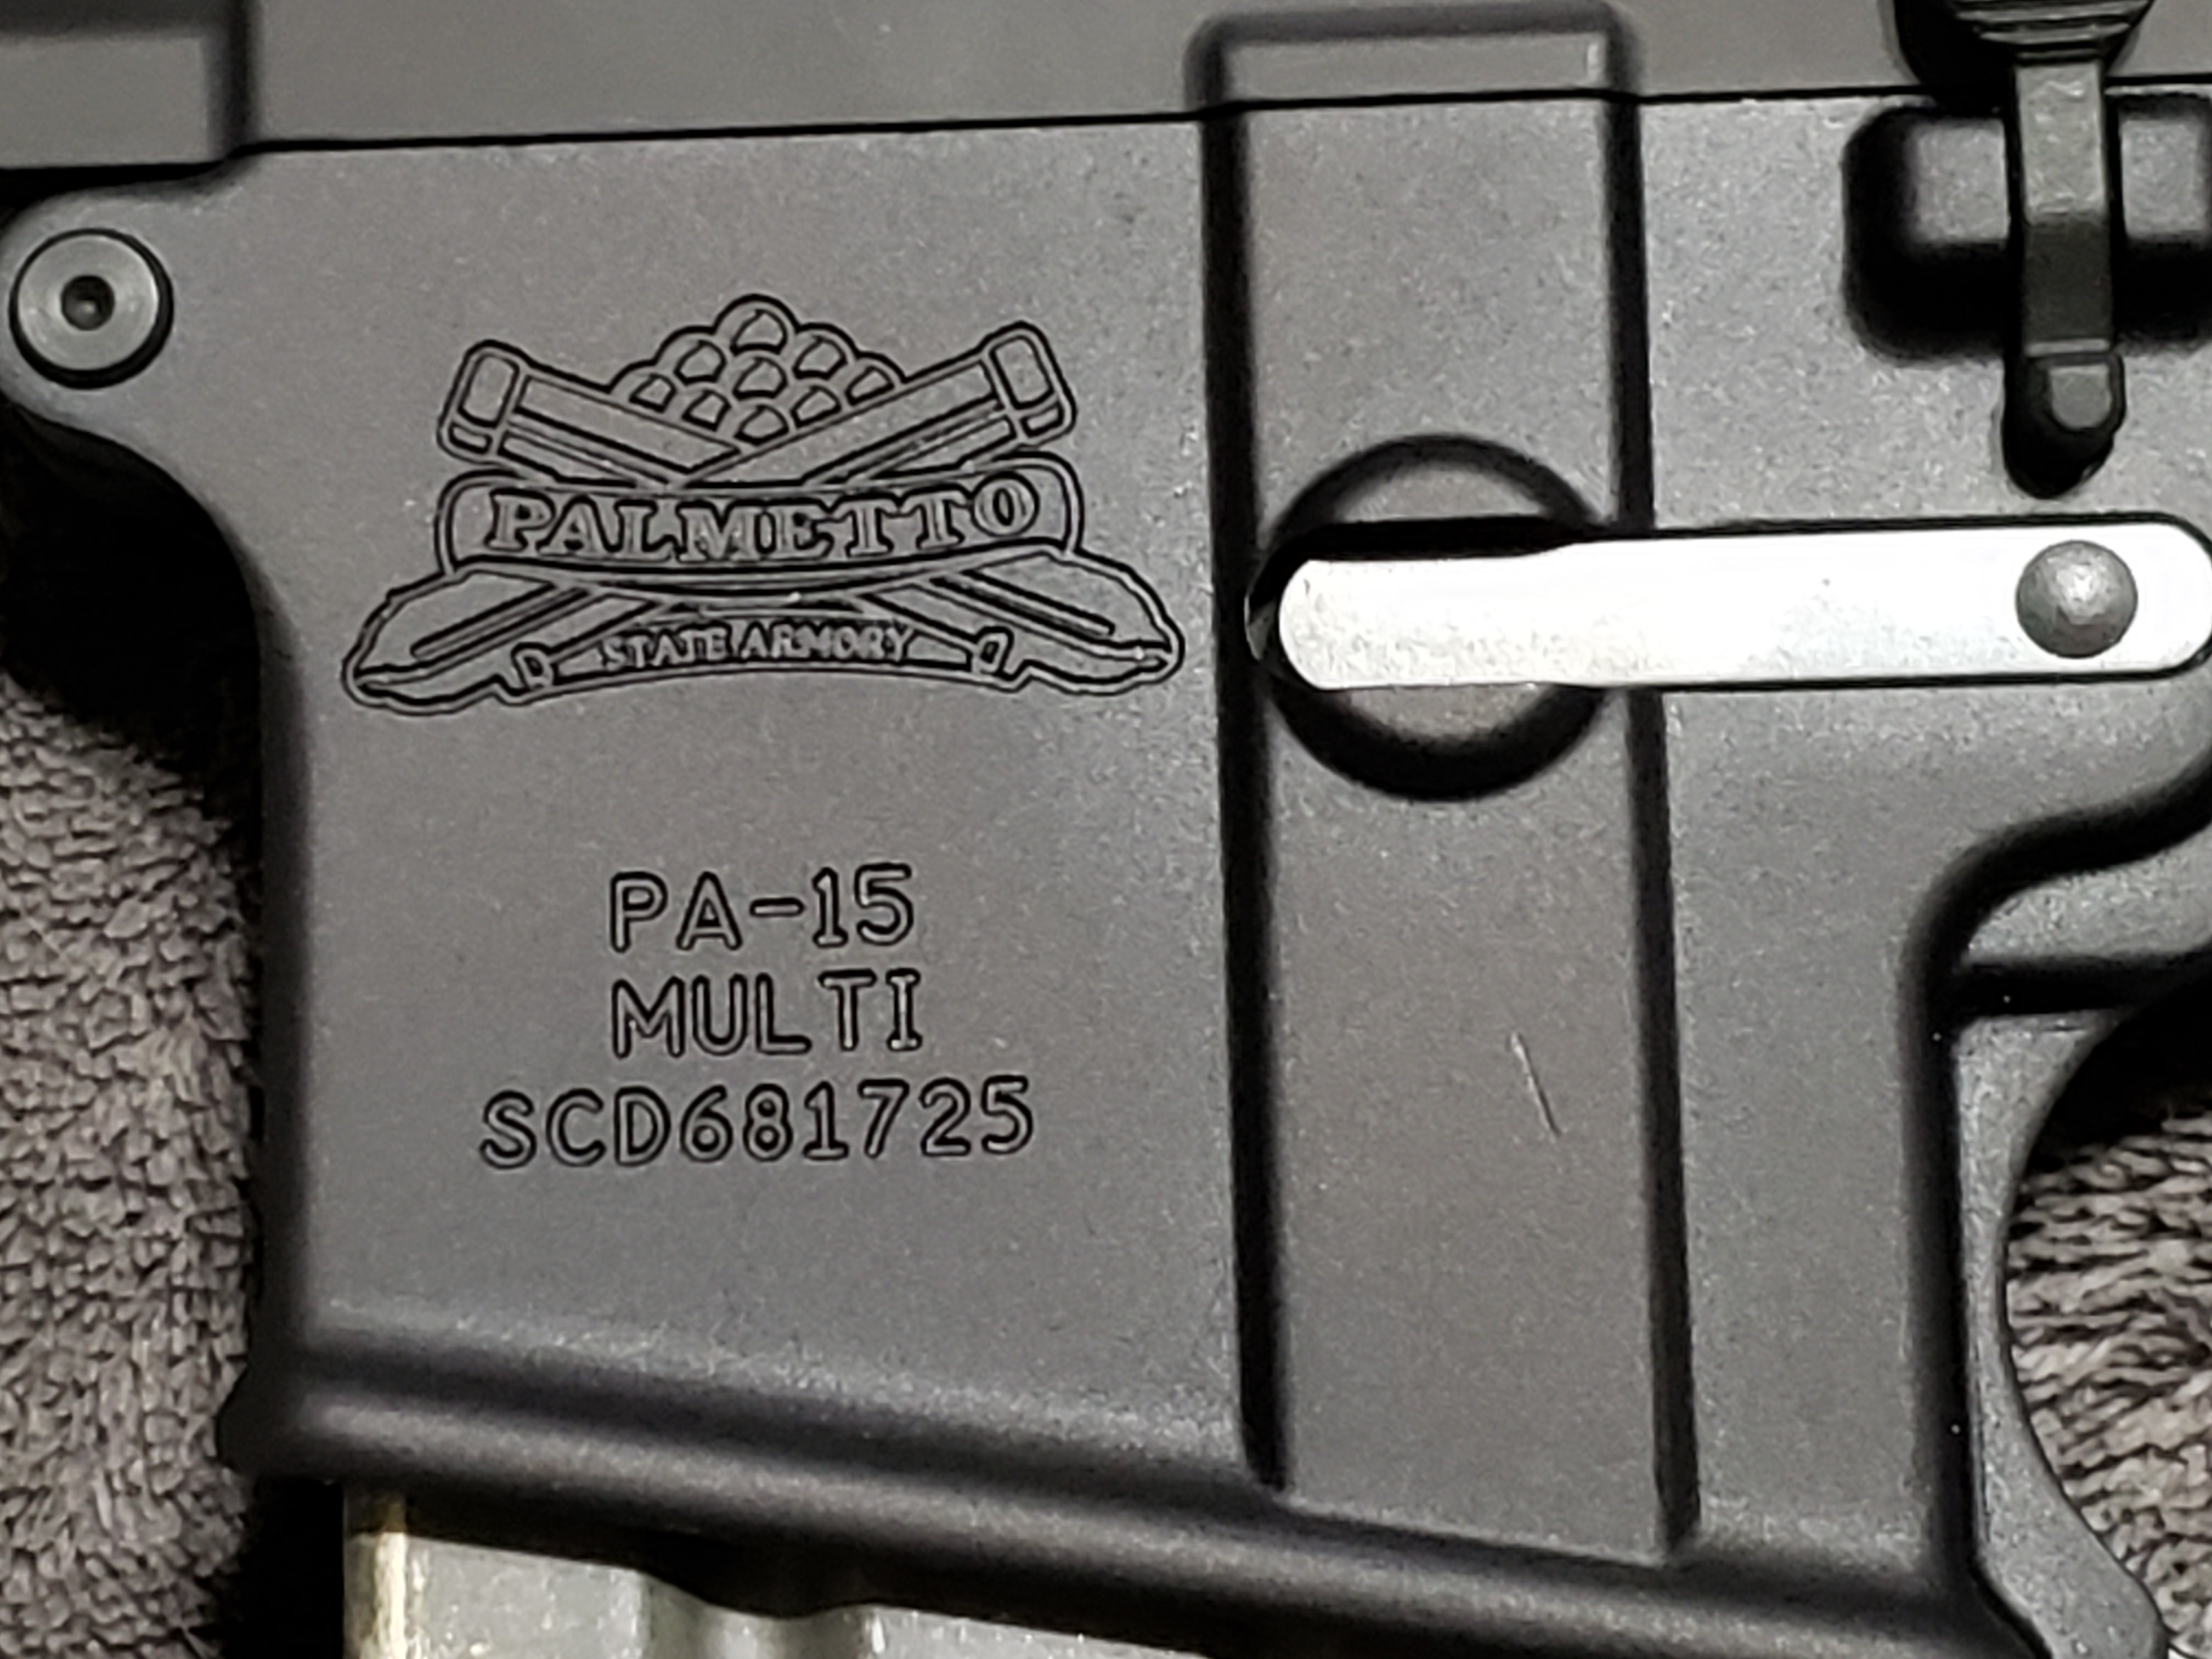 PALMETTO
STATE ARMORY
PA-15
MULTI
SCD681725